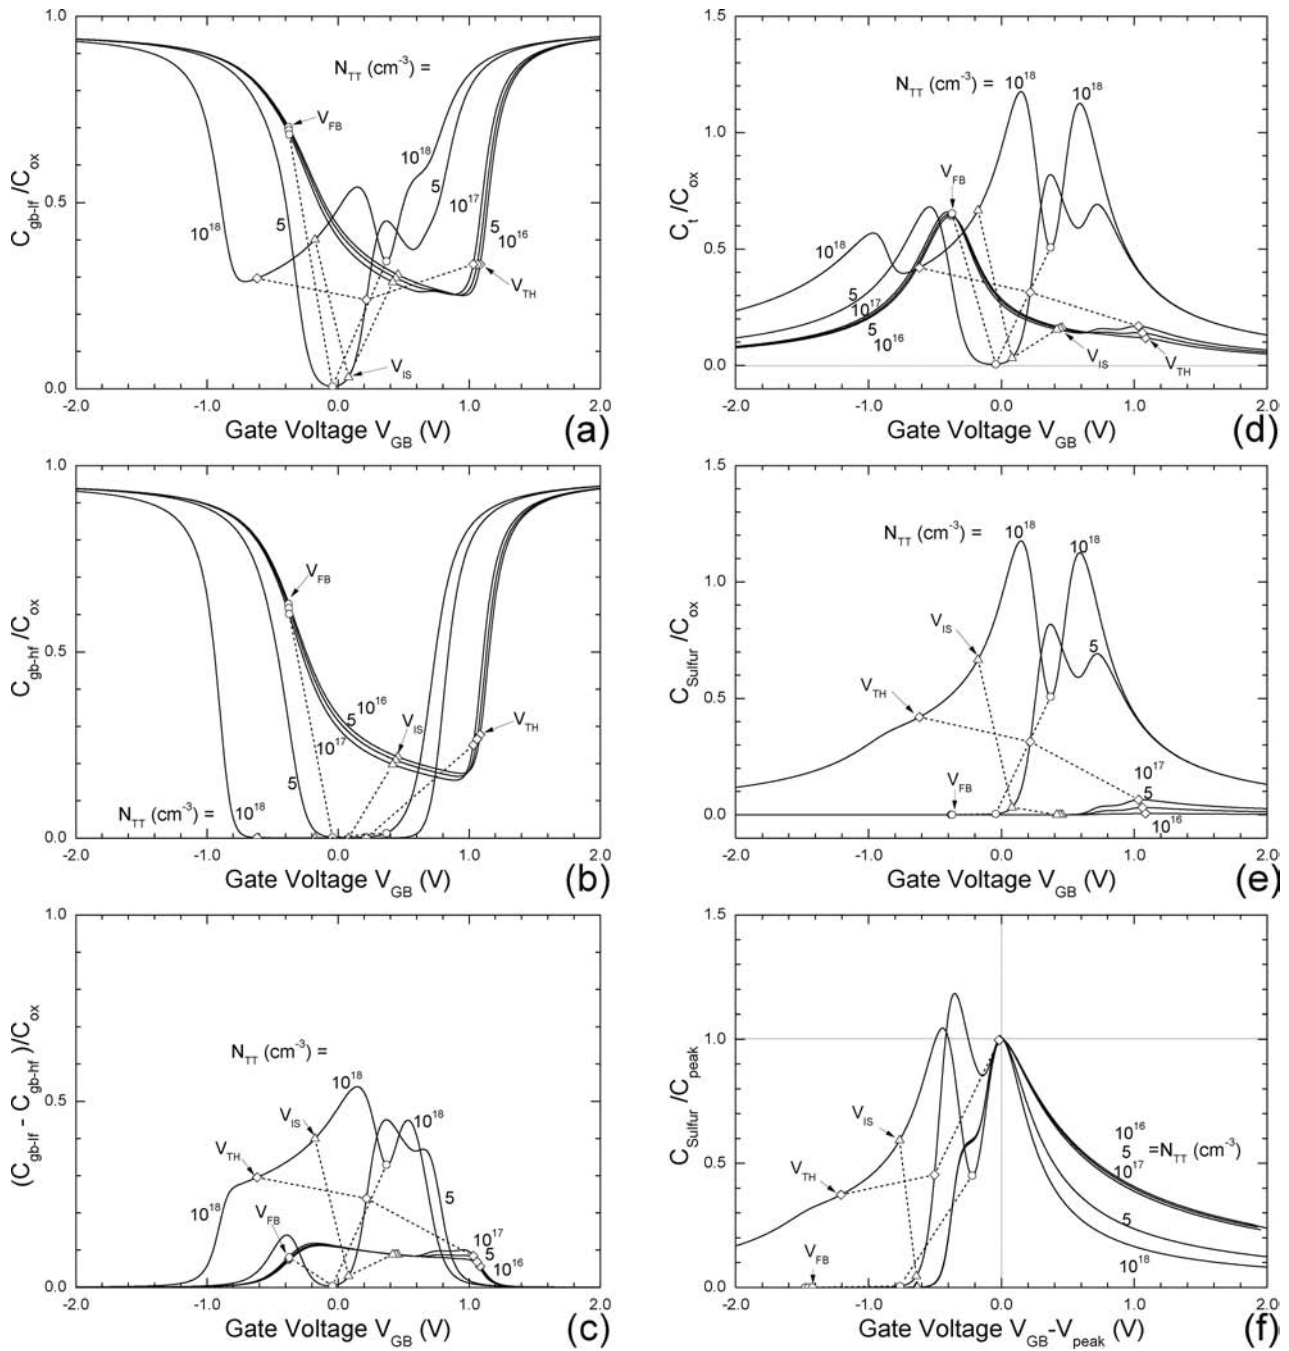 1.0
N_TT (cm^-3) =
V_FB
C_gb-lf /C_ox
0.5
10^18
5
10^17
5
10^16
10^18
5
V_TH
V_IS
0.0
-2.0 -1.0 0.0 1.0 2.0
Gate Voltage V_GB (V)
(a)
1.0
V_FB
C_gb-hf /C_ox
0.5
10^16
5
10^17
V_IS
V_TH
5
N_TT (cm^-3) = 10^18
0.0
-2.0 -1.0 0.0 1.0 2.0
Gate Voltage V_GB (V)
(b)
1.0
(C_gb-lf - C_gb-hf )/C_ox
N_TT (cm^-3) =
0.5
10^18
10^18
V_IS
V_TH
10^18
V_FB
5
10^17
5
10^16
0.0
-2.0 -1.0 0.0 1.0 2.0
Gate Voltage V_GB (V)
(c)
1.5
N_TT (cm^-3) =
10^18
10^18
1.0
C_t /C_ox
V_FB
0.5
10^18
5
10^17
5
10^16
V_IS
V_TH
0.0
-2.0 -1.0 0.0 1.0 2.0
Gate Voltage V_GB (V)
(d)
1.5
N_TT (cm^-3) =
10^18
10^18
1.0
C_Sulfur /C_ox
V_IS
5
V_TH
0.5
V_FB
10^17
5
10^16
0.0
-2.0 -1.0 0.0 1.0 2.0
Gate Voltage V_GB (V)
(e)
1.5
1.0
C_Sulfur /C_peak
V_IS
10^16
5 =N_TT (cm^-3)
10^17
V_TH
0.5
5
V_FB
10^18
0.0
-2.0 -1.0 0.0 1.0 2.0
Gate Voltage V_GB-V_peak (V)
(f)